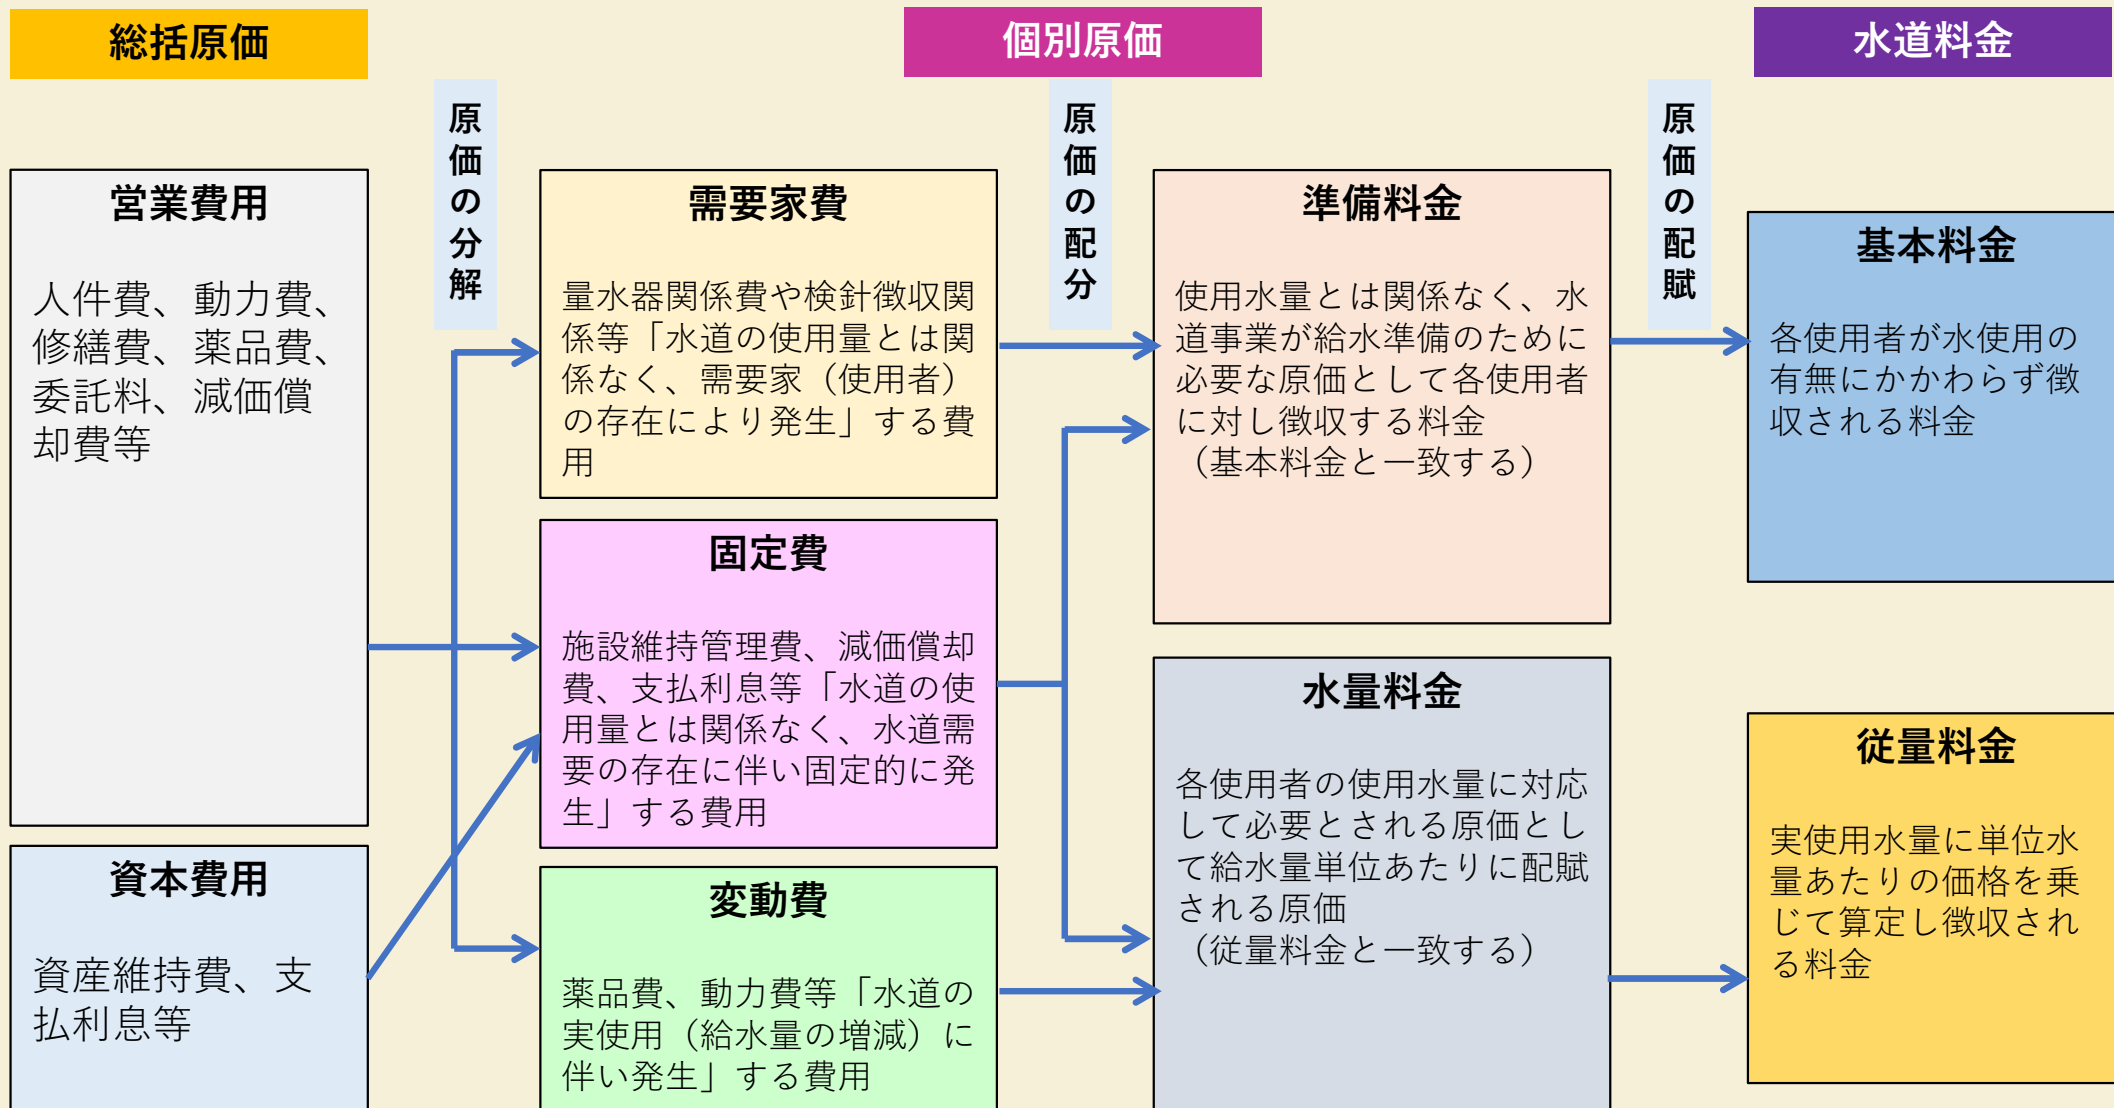 総括原価
個別原価
水道料金
原価の分解
原価の配分
原価の配賦
営業費用
人件費、動力費、
修繕費、薬品費、
委託料、減価償
却費等
資本費用
資産維持費、支
払利息等
需要家費
量水器関係費や検針徴収関
係等「水道の使用量とは関
係なく、需要家（使用者）
の存在により発生」する費
用
固定費
施設維持管理費、減価償却
費、支払利息等「水道の使
用量とは関係なく、水道需
要の存在に伴い固定的に発
生」する費用
変動費
薬品費、動力費等「水道の
実使用（給水量の増減）に
伴い発生」する費用
準備料金
使用水量とは関係なく、水
道事業が給水準備のために
必要な原価として各使用者
に対し徴収する料金
（基本料金と一致する）
水量料金
各使用者の使用水量に対応
して必要とされる原価とし
て給水量単位あたりに配賦
される原価
（従量料金と一致する）
基本料金
各使用者が水使用の
有無にかかわらず徴
収される料金
従量料金
実使用水量に単位水
量あたりの価格を乗
じて算定し徴収され
る料金